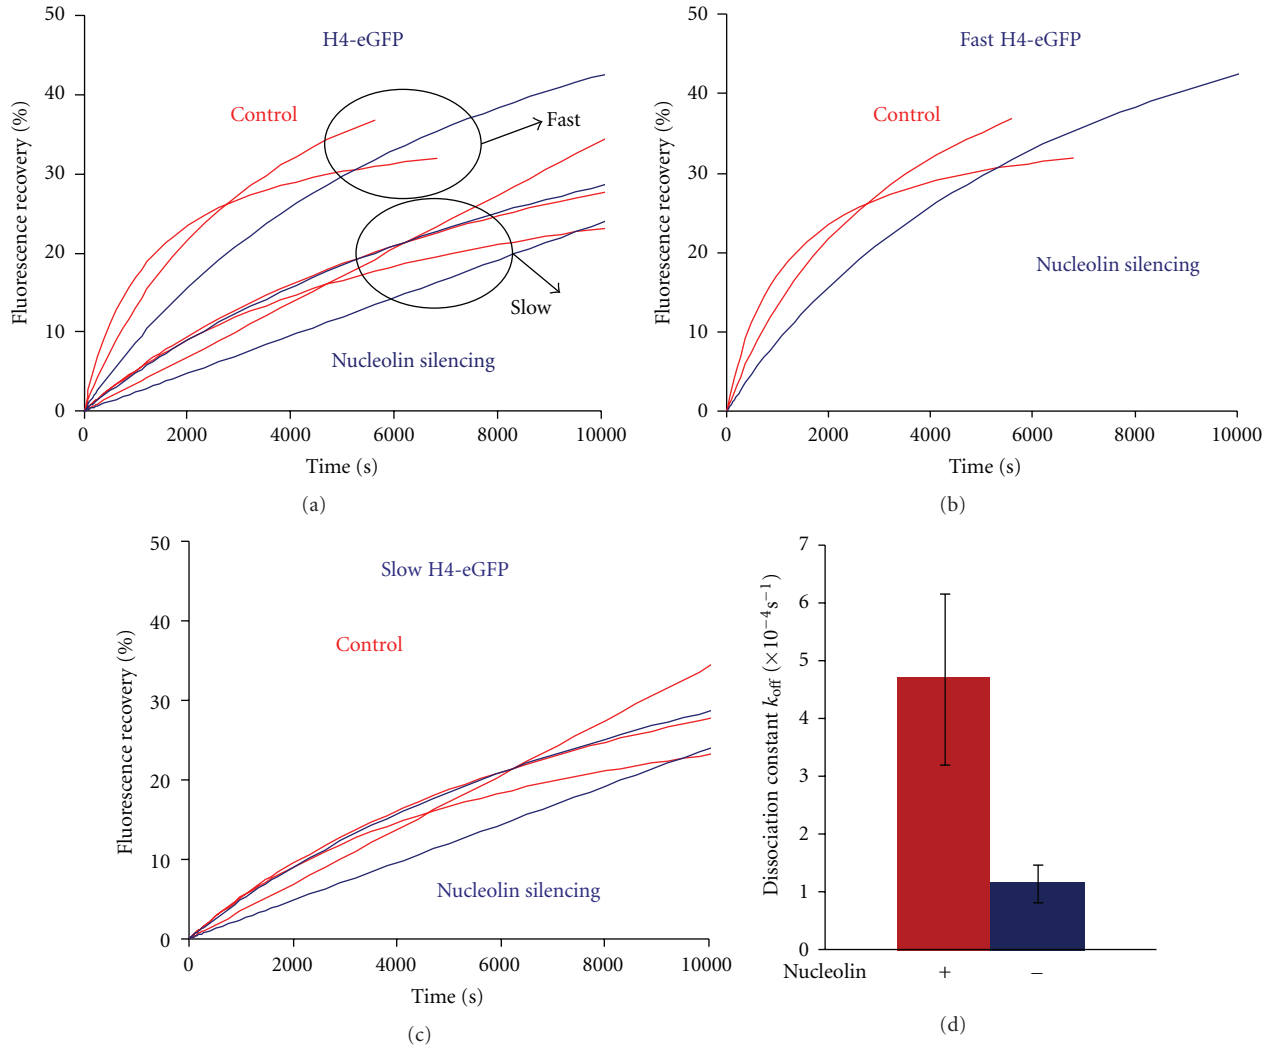 50
40
30
20
10
0
Fluorescence recovery (%)
H4-eGFP
Control
Fast
Slow
Nucleolin silencing
0 2000 4000 6000 8000 10000
Time (s)
(a)
50
40
30
20
10
0
Fluorescence recovery (%)
Fast H4-eGFP
Control
Nucleolin silencing
0 2000 4000 6000 8000 10000
Time (s)
(b)
50
40
30
20
10
0
Fluorescence recovery (%)
Slow H4-eGFP
Control
Nucleolin silencing
0 2000 4000 6000 8000 10000
Time (s)
(c)
7
6
5
4
3
2
1
0
Dissociation constant k_off (×10⁻⁴s⁻¹)
Nucleolin + −
(d)